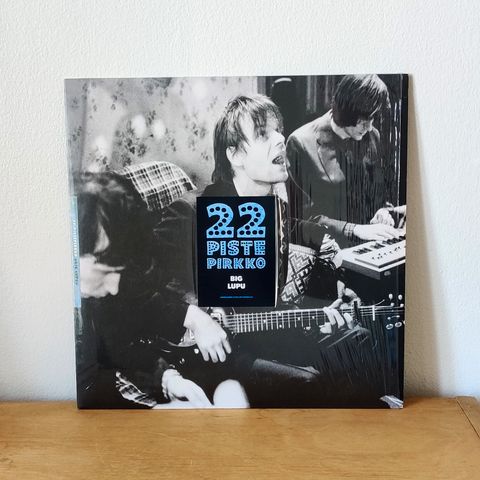 22
PISTE
PIRKKO
BIG
LUPU